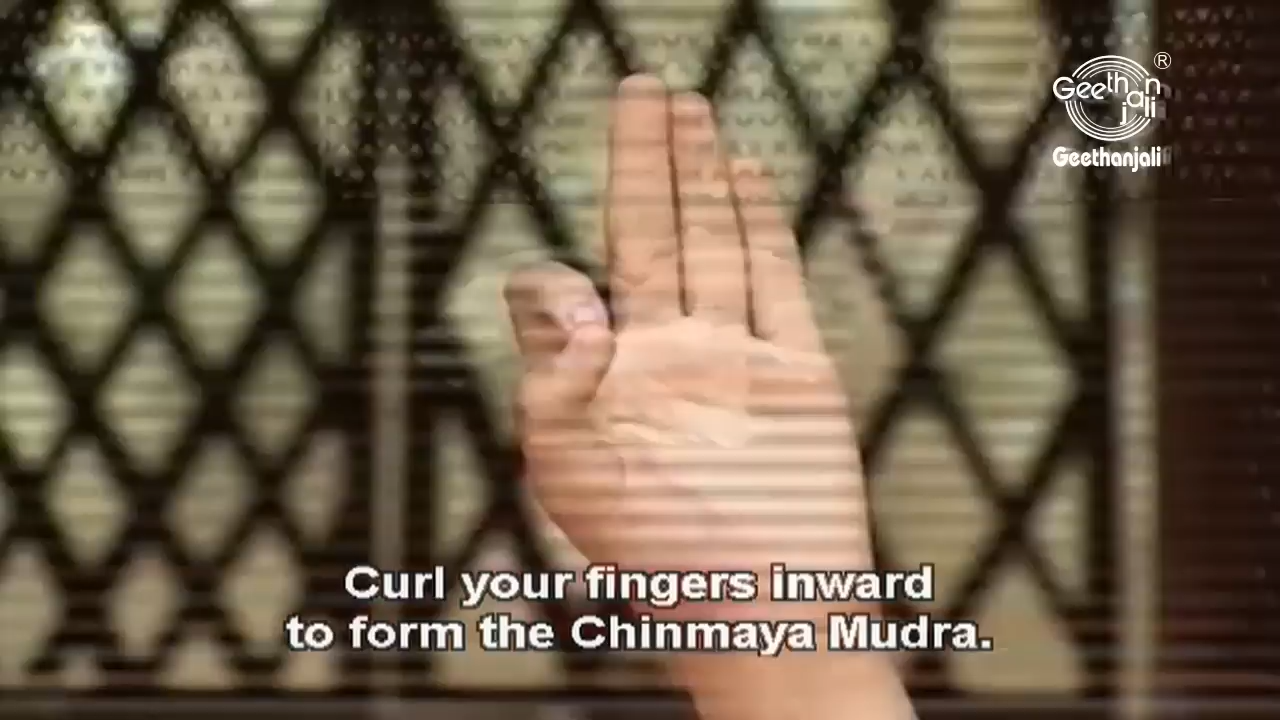 Geethanjali
®
Geethanjali
Curl your fingers inward
to form the Chinmaya Mudra.